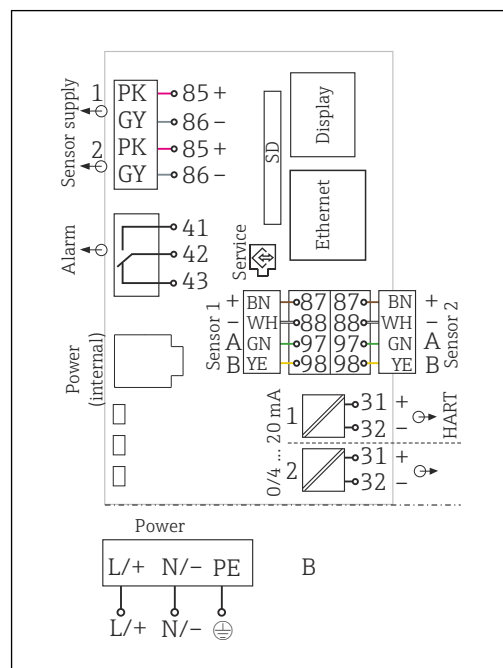 Sensor supply
1 PK 85 +
GY 86 -
2 PK 85 +
GY 86 -
Display
SD
Ethernet
Alarm
41
42
43
Service
Power
(internal)
Sensor 1
+ BN 87 87 BN +
- WH 88 88 WH -
A GN 97 97 GN A
B YE 98 98 YE B
Sensor 2
0/4 ... 20 mA
1 31 +
32 -
HART
2 31 +
32 -
Power
L/+ N/- PE
B
L/+ N/-